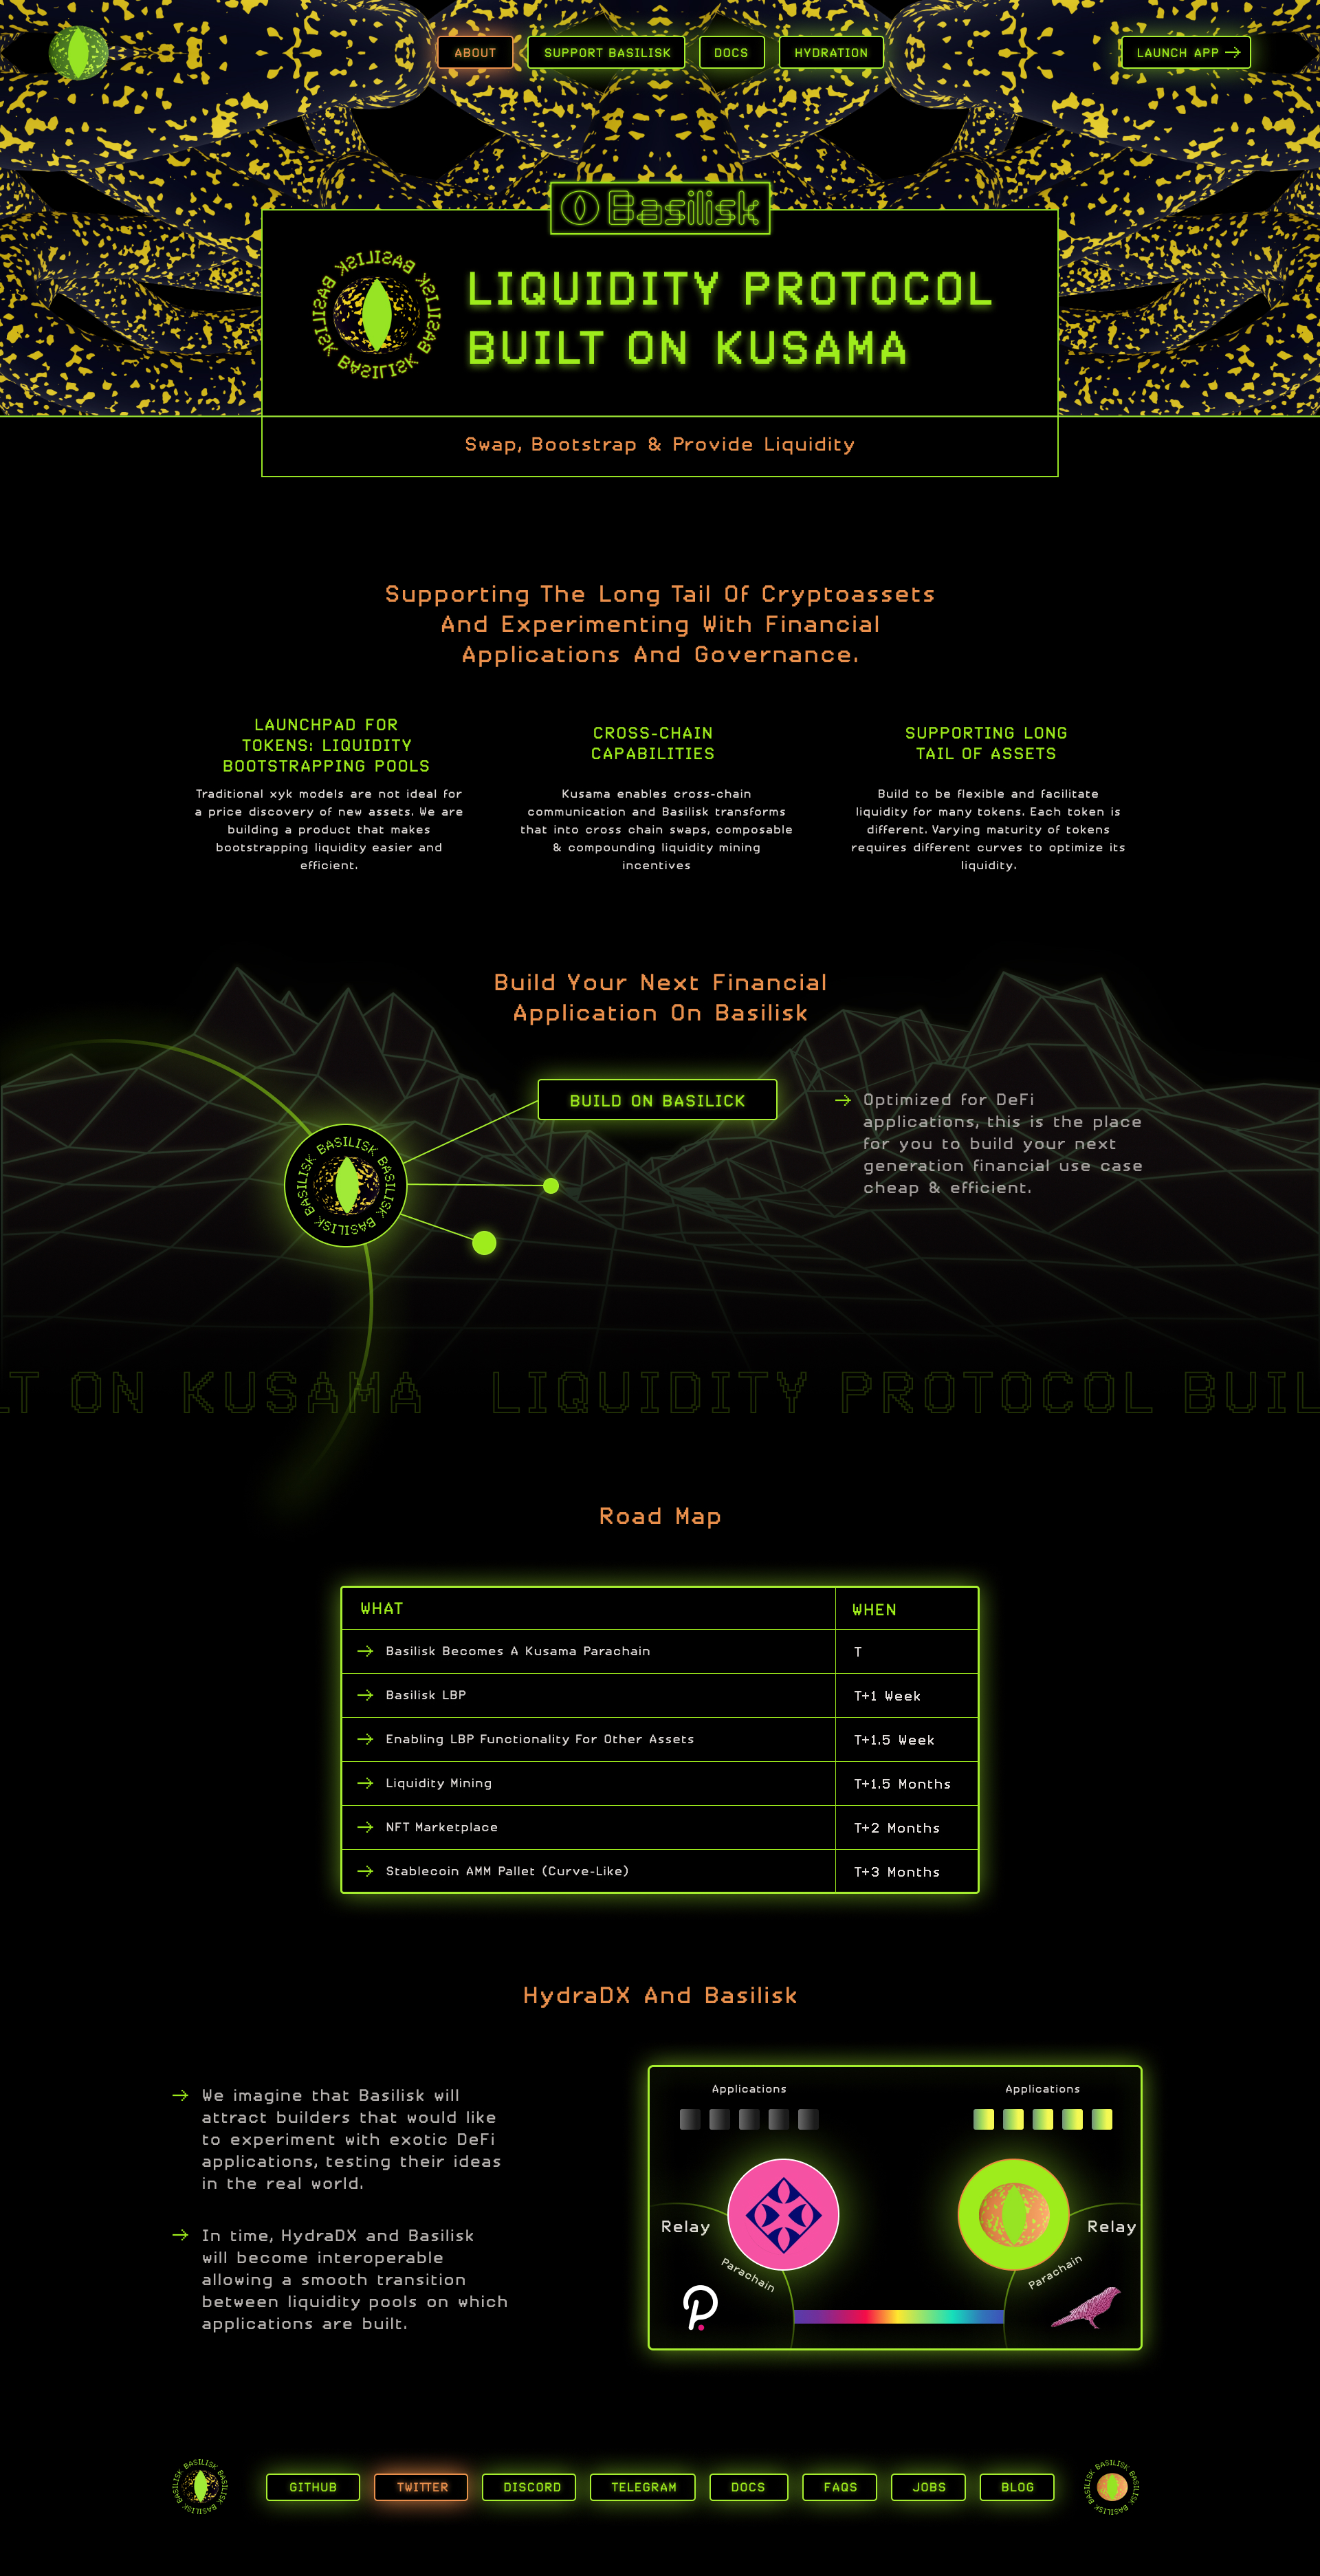 ABOUT
SUPPORT BASILISK
DOCS
HYDRATION
LAUNCH APP
Basilisk
BASILISK BASILISK BASILISK BASILISK
LIQUIDITY PROTOCOL
BUILT ON KUSAMA
Swap, Bootstrap & Provide Liquidity
Supporting The Long Tail Of Cryptoassets
And Experimenting With Financial
Applications And Governance.
LAUNCHPAD FOR
TOKENS: LIQUIDITY
BOOTSTRAPPING POOLS
Traditional xyk models are not ideal for
a price discovery of new assets. We are
building a product that makes
bootstrapping liquidity easier and
efficient.
CROSS-CHAIN
CAPABILITIES
Kusama enables cross-chain
communication and Basilisk transforms
that into cross chain swaps, composable
& compounding liquidity mining
incentives
SUPPORTING LONG
TAIL OF ASSETS
Build to be flexible and facilitate
liquidity for many tokens. Each token is
different. Varying maturity of tokens
requires different curves to optimize its
liquidity.
Build Your Next Financial
Application On Basilisk
BUILD ON BASILICK
BASILISK BASILISK BASILISK BASILISK
Optimized for DeFi
applications, this is the place
for you to build your next
generation financial use case
cheap & efficient.
T ON KUSAMA LIQUIDITY PROTOCOL BUIL
Road Map
WHAT
WHEN
Basilisk Becomes A Kusama Parachain
T
Basilisk LBP
T+1 Week
Enabling LBP Functionality For Other Assets
T+1.5 Week
Liquidity Mining
T+1.5 Months
NFT Marketplace
T+2 Months
Stablecoin AMM Pallet (Curve-Like)
T+3 Months
HydraDX And Basilisk
We imagine that Basilisk will
attract builders that would like
to experiment with exotic DeFi
applications, testing their ideas
in the real world.
In time, HydraDX and Basilisk
will become interoperable
allowing a smooth transition
between liquidity pools on which
applications are built.
Applications
Applications
Relay
Relay
Parachain
Parachain
BASILISK BASILISK BASILISK BASILISK
GITHUB
TWITTER
DISCORD
TELEGRAM
DOCS
FAQS
JOBS
BLOG
BASILISK BASILISK BASILISK BASILISK